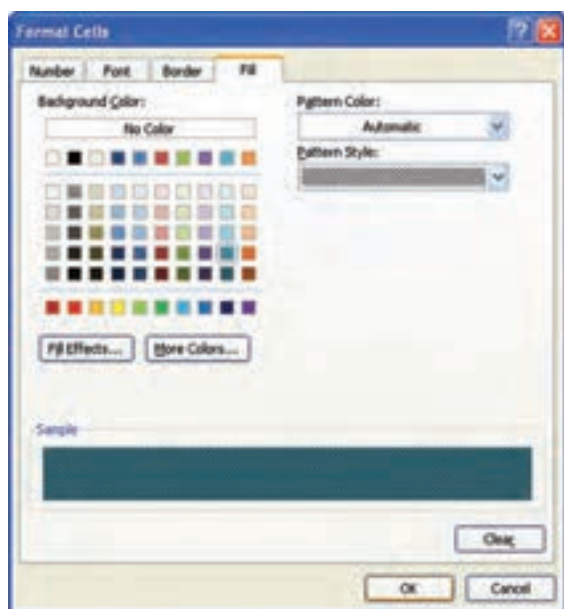 Format Cells
Number Font Border Fill
Background Color:
No Color
Pattern Color:
Automatic
Pattern Style:
Fill Effects...
More Colors...
Sample
Clear
OK Cancel